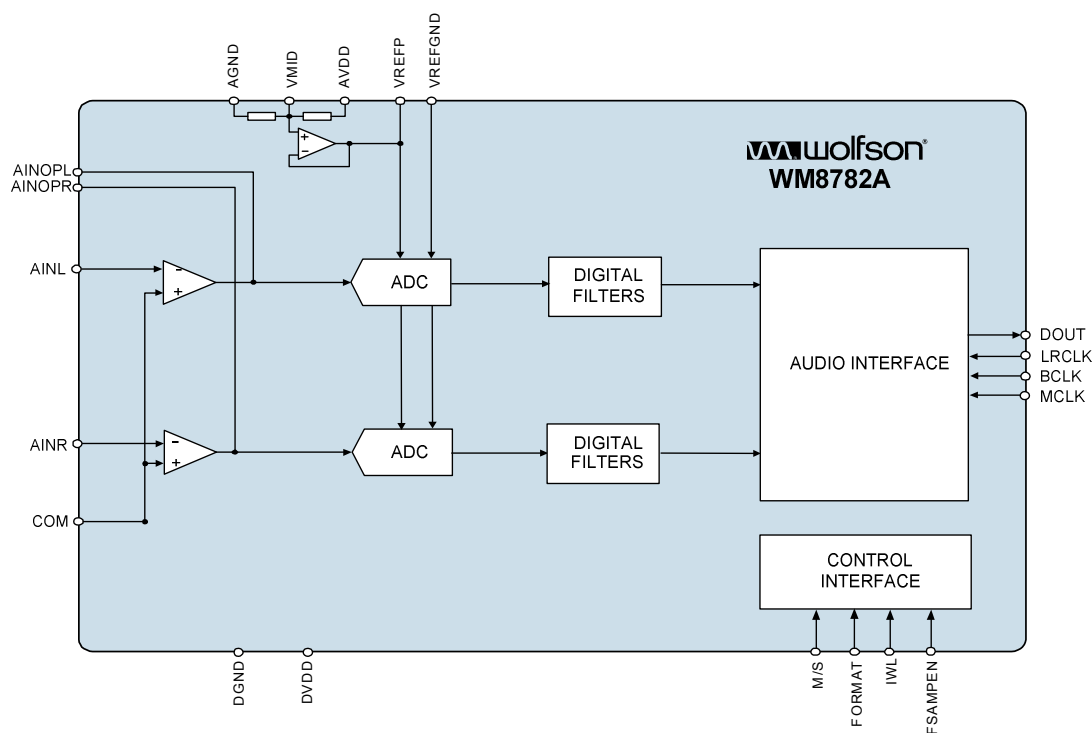 AGND
VMID
AVDD
VREFP
VREFGND
+
-
wolfson®
WM8782A
AINOPL
AINOPR
AINL
-
+
ADC
DIGITAL
FILTERS
AUDIO INTERFACE
DOUT
LRCLK
BCLK
MCLK
AINR
-
+
ADC
DIGITAL
FILTERS
COM
CONTROL
INTERFACE
DGND
DVDD
M/S
FORMAT
IWL
FSAMPEN